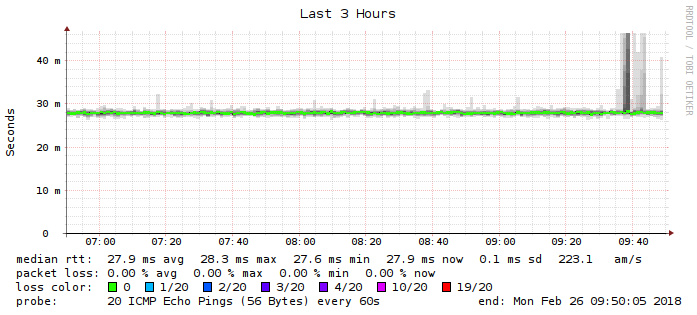 Last 3 Hours
RRDTOOL / TOBI OETIKER
Seconds
40 m
30 m
20 m
10 m
0
07:00 07:20 07:40 08:00 08:20 08:40 09:00 09:20 09:40
median rtt: 27.9 ms avg 28.3 ms max 27.6 ms min 27.9 ms now 0.1 ms sd 223.1 am/s
packet loss: 0.00 % avg 0.00 % max 0.00 % min 0.00 % now
loss color: 0 1/20 2/20 3/20 4/20 10/20 19/20
probe: 20 ICMP Echo Pings (56 Bytes) every 60s end: Mon Feb 26 09:50:05 2018